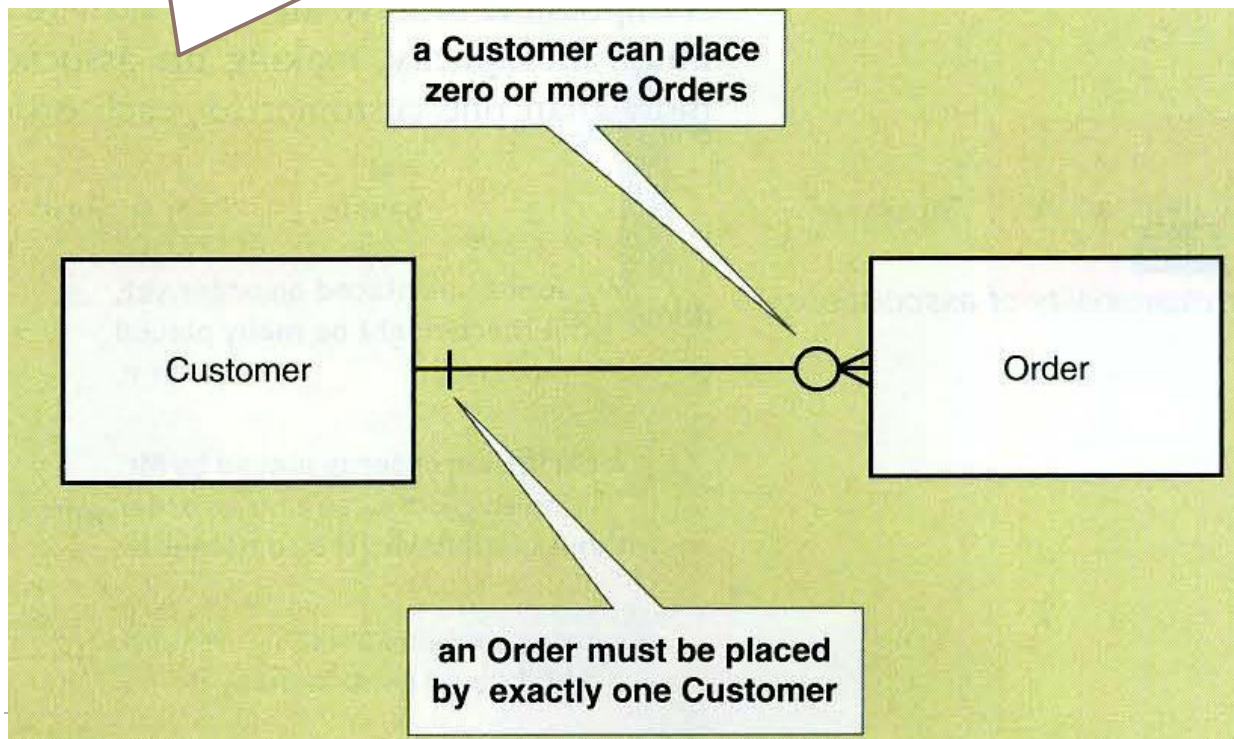 a Customer can place
zero or more Orders
Customer
Order
an Order must be placed
by exactly one Customer